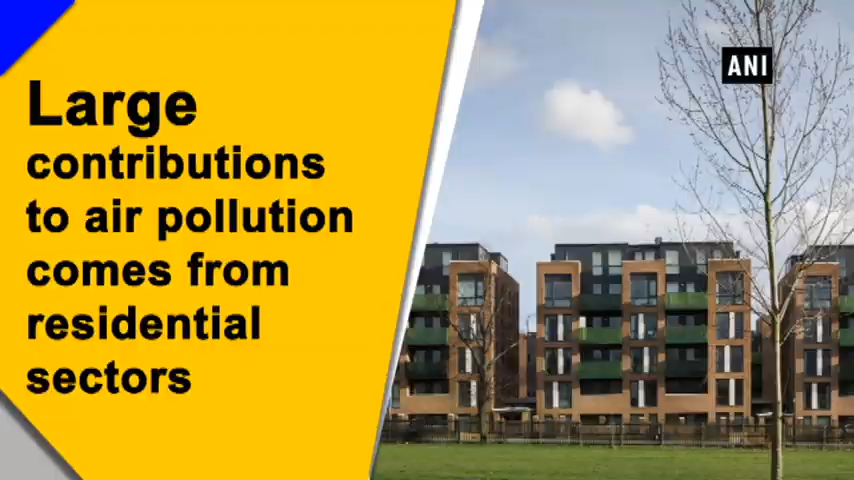 ANI
Large
contributions
to air pollution
comes from
residential
sectors